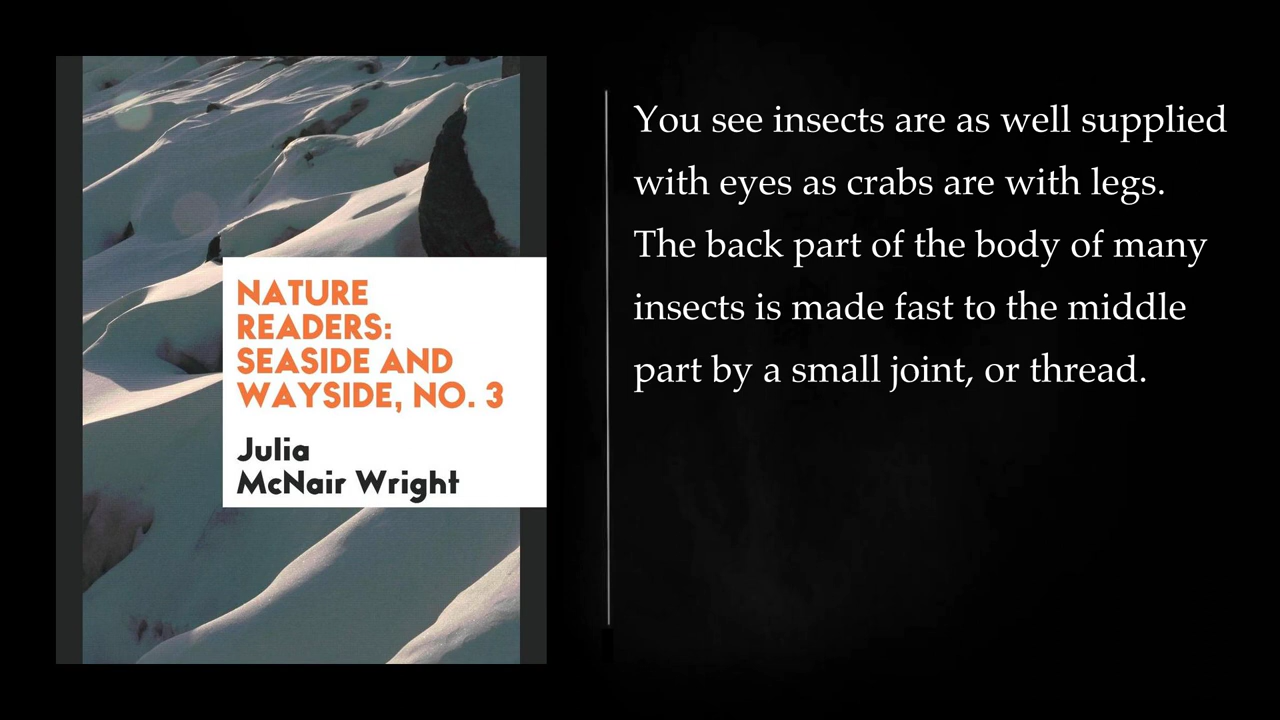 NATURE
READERS:
SEASIDE AND
WAYSIDE, NO. 3
Julia
McNair Wright
You see insects are as well supplied
with eyes as crabs are with legs.
The back part of the body of many
insects is made fast to the middle
part by a small joint, or thread.